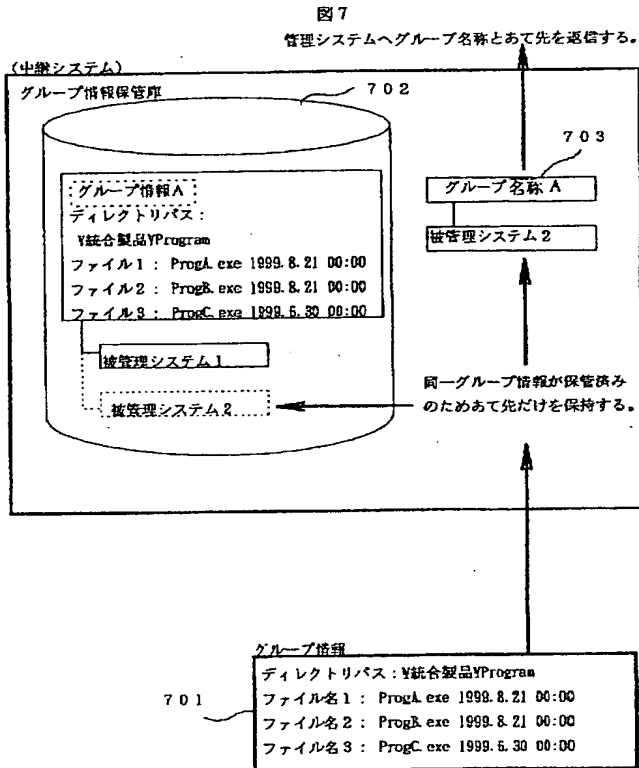 図7
管理システムへグループ名称とあて先を返信する。
(中継システム)
グループ情報保管庫
702
703
グループ情報A
ディレクトリパス:
¥統合製品¥Program
ファイル1: ProgA.exe 1999.8.21 00:00
ファイル2: ProgB.exe 1999.8.21 00:00
ファイル3: ProgC.exe 1999.6.30 00:00
グループ名称A
被管理システム2
被管理システム1
被管理システム2
同一グループ情報が保管済み
のためあて先だけを保持する。
グループ情報
701
ディレクトリパス:¥統合製品¥Program
ファイル名1: ProgA.exe 1999.8.21 00:00
ファイル名2: ProgB.exe 1999.8.21 00:00
ファイル名3: ProgC.exe 1999.6.30 00:00